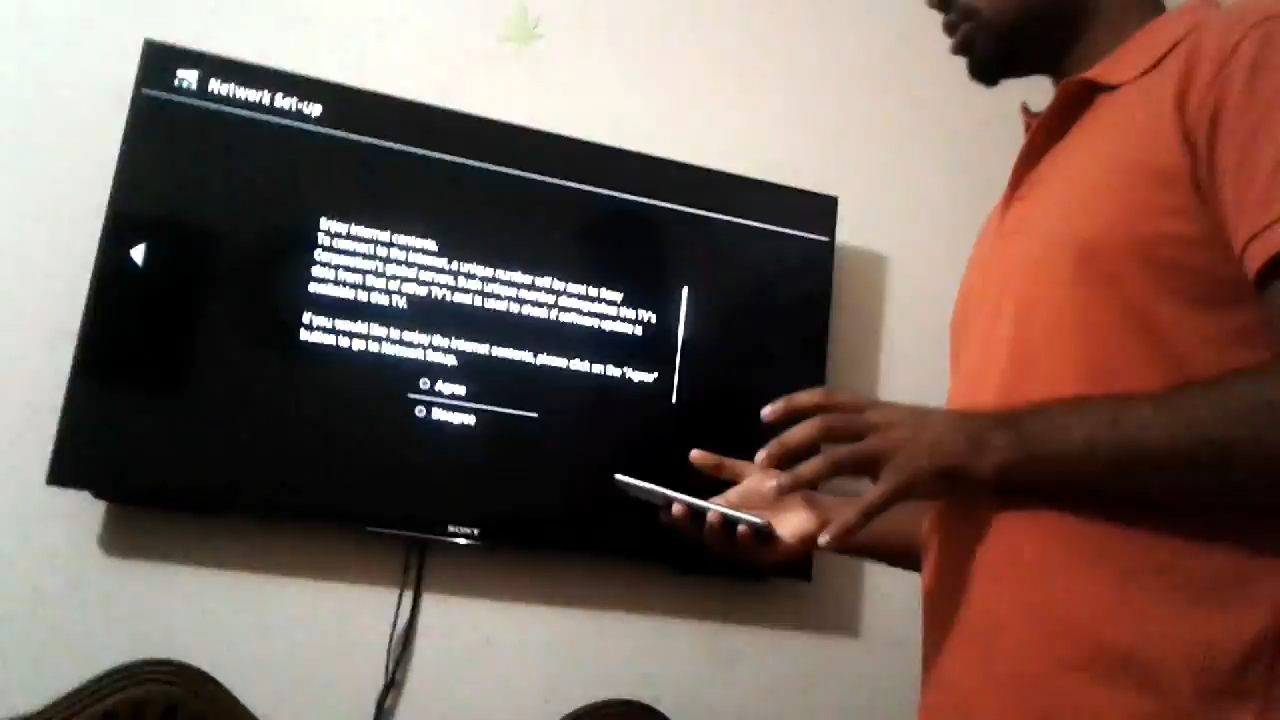 Network Set-up
Enjoy Internet contents.
To connect to the Internet, a unique number will be sent to Sony
Corporation's global servers. Such unique number distinguishes this TV's
data from that of other TV's and is used to check if software update is
available to this TV.
If you would like to enjoy the Internet contents, please click on the "Agree"
button to go to Network Setup.
Agree
Disagree
SONY